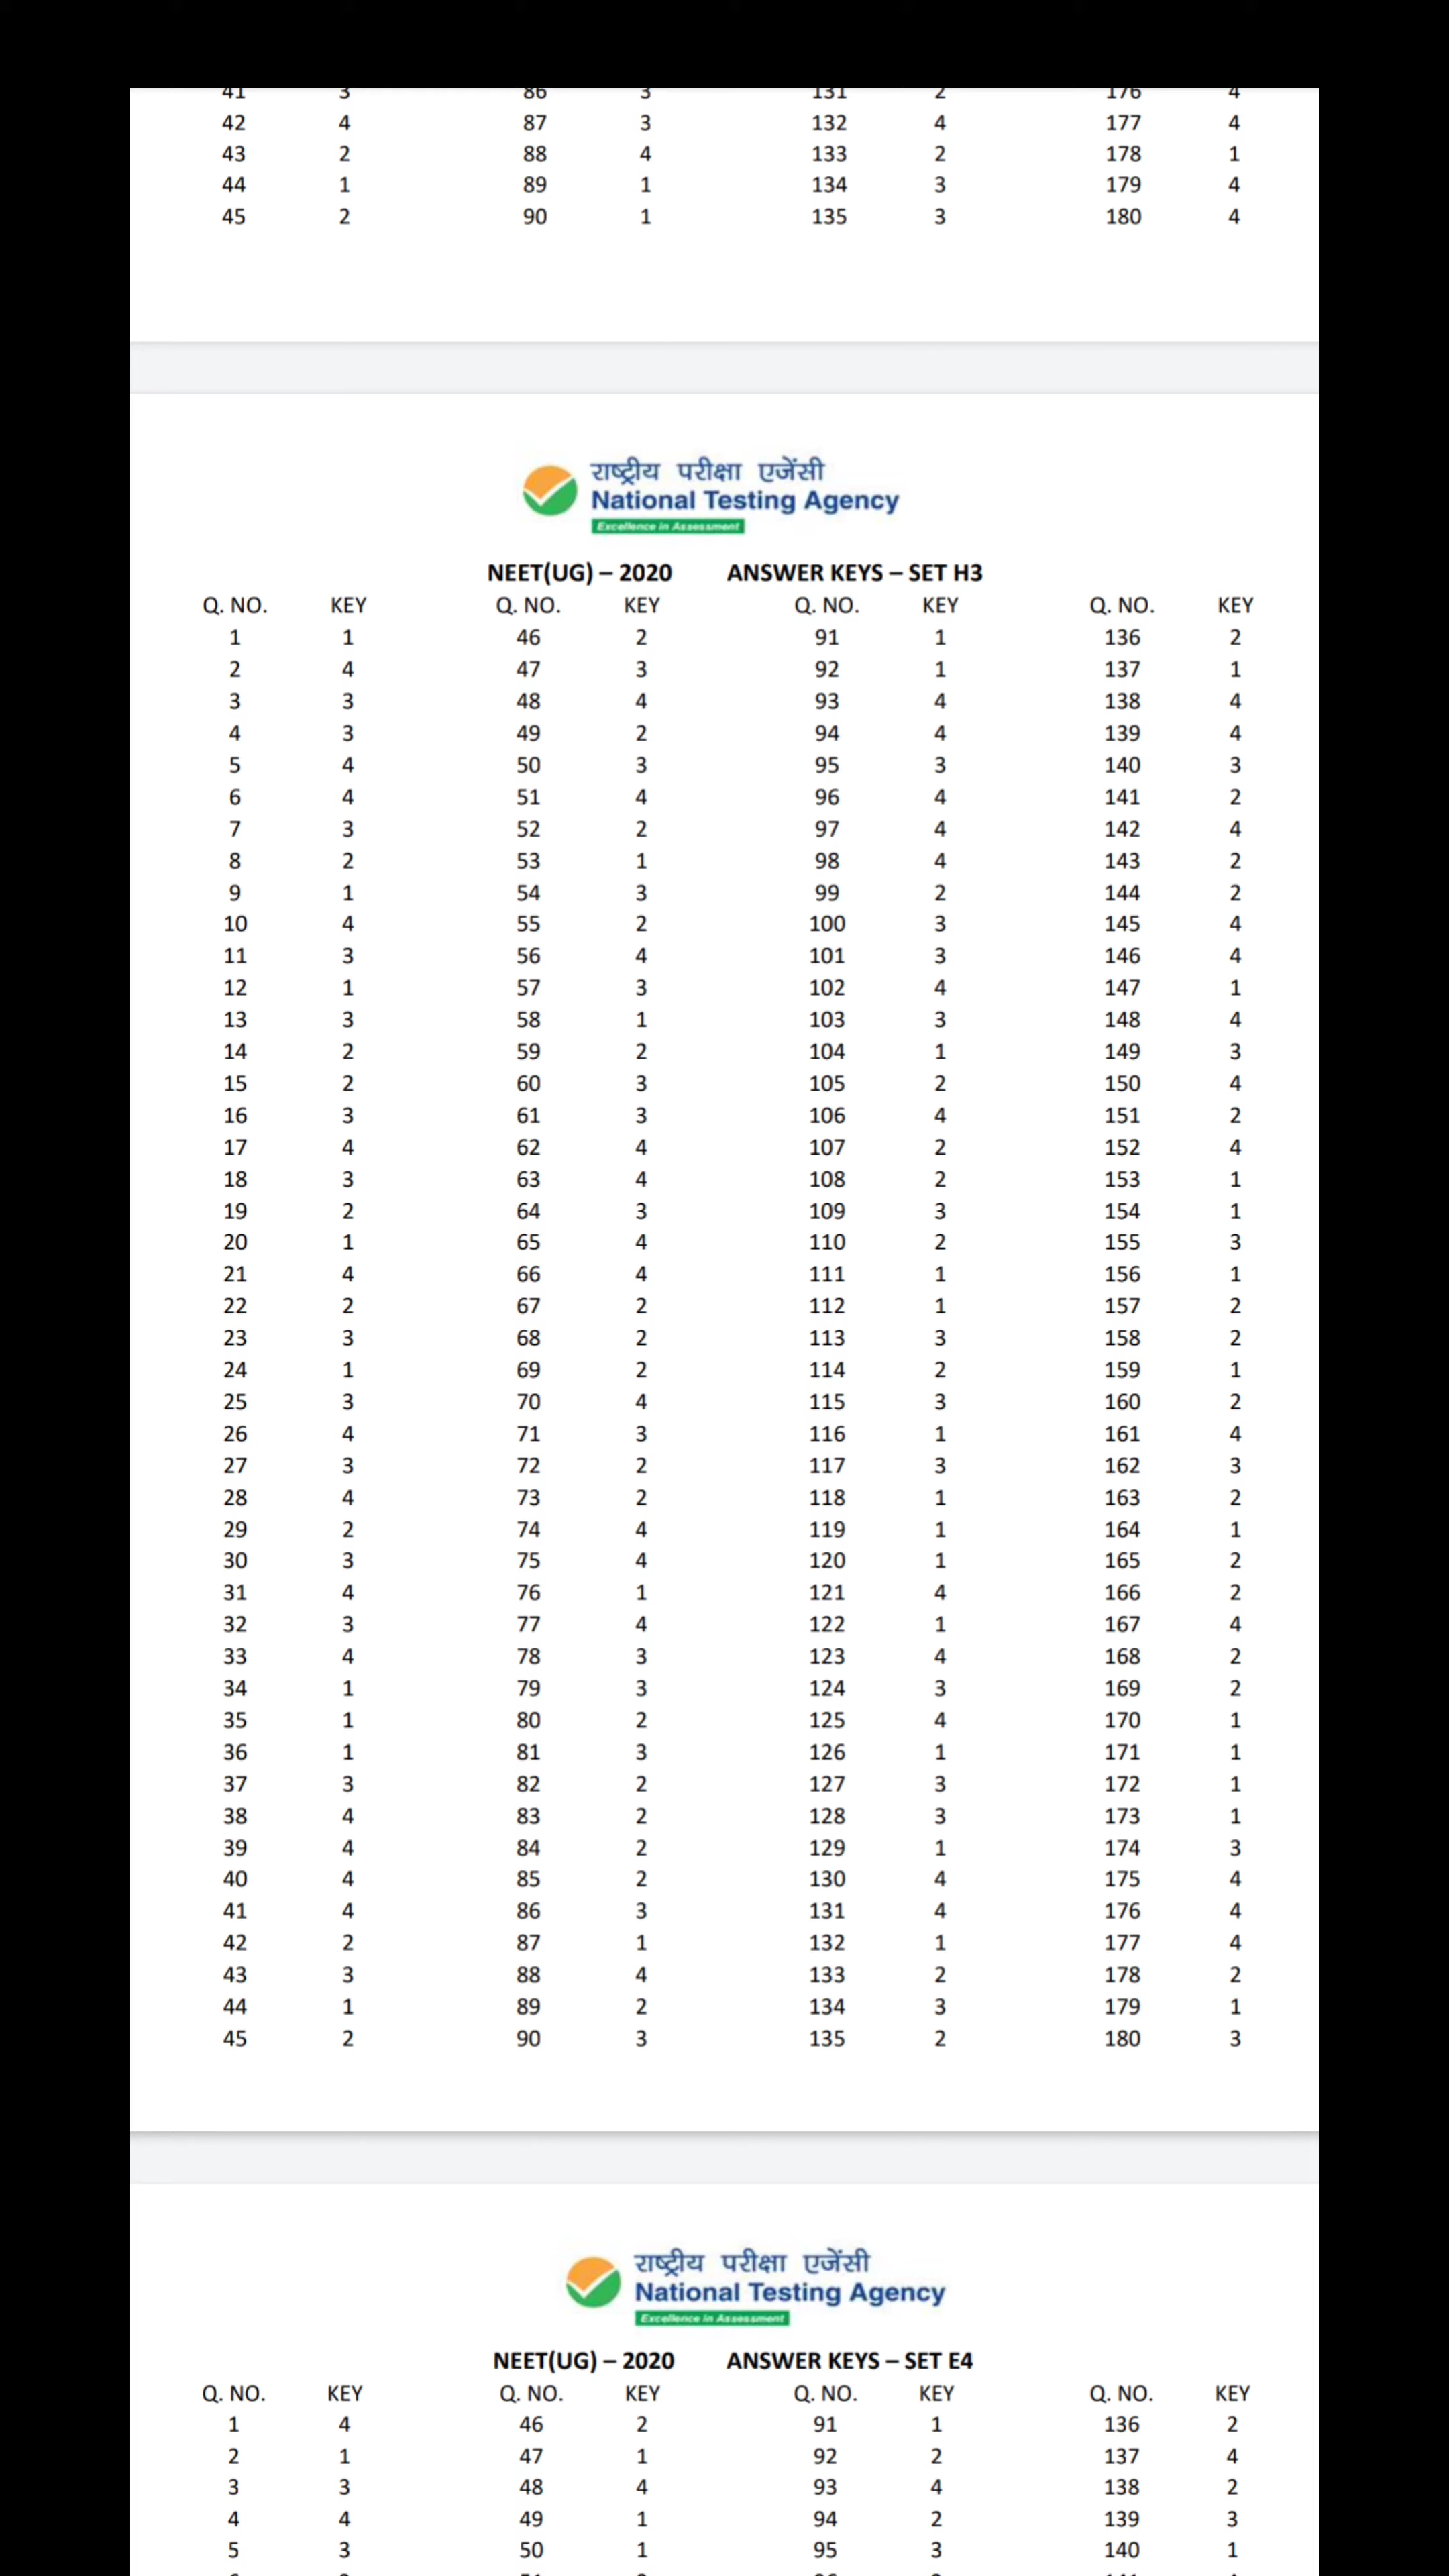 41 3 86 3 131 2 176 4
42 4 87 3 132 4 177 4
43 2 88 4 133 2 178 1
44 1 89 1 134 3 179 4
45 2 90 1 135 3 180 4
राष्ट्रीय परीक्षा एजेंसी
National Testing Agency
Excellence in Assessment
NEET(UG) – 2020 ANSWER KEYS – SET H3
Q. NO. KEY Q. NO. KEY Q. NO. KEY Q. NO. KEY
1 1 46 2 91 1 136 2
2 4 47 3 92 1 137 1
3 3 48 4 93 4 138 4
4 3 49 2 94 4 139 4
5 4 50 3 95 3 140 3
6 4 51 4 96 4 141 2
7 3 52 2 97 4 142 4
8 2 53 1 98 4 143 2
9 1 54 3 99 2 144 2
10 4 55 2 100 3 145 4
11 3 56 4 101 3 146 4
12 1 57 3 102 4 147 1
13 3 58 1 103 3 148 4
14 2 59 2 104 1 149 3
15 2 60 3 105 2 150 4
16 3 61 3 106 4 151 2
17 4 62 4 107 2 152 4
18 3 63 4 108 2 153 1
19 2 64 3 109 3 154 1
20 1 65 4 110 2 155 3
21 4 66 4 111 1 156 1
22 2 67 2 112 1 157 2
23 3 68 2 113 3 158 2
24 1 69 2 114 2 159 1
25 3 70 4 115 3 160 2
26 4 71 3 116 1 161 4
27 3 72 2 117 3 162 3
28 4 73 2 118 1 163 2
29 2 74 4 119 1 164 1
30 3 75 4 120 1 165 2
31 4 76 1 121 4 166 2
32 3 77 4 122 1 167 4
33 4 78 3 123 4 168 2
34 1 79 3 124 3 169 2
35 1 80 2 125 4 170 1
36 1 81 3 126 1 171 1
37 3 82 2 127 3 172 1
38 4 83 2 128 3 173 1
39 4 84 2 129 1 174 3
40 4 85 2 130 4 175 4
41 4 86 3 131 4 176 4
42 2 87 1 132 1 177 4
43 3 88 4 133 2 178 2
44 1 89 2 134 3 179 1
45 2 90 3 135 2 180 3
राष्ट्रीय परीक्षा एजेंसी
National Testing Agency
Excellence in Assessment
NEET(UG) – 2020 ANSWER KEYS – SET E4
Q. NO. KEY Q. NO. KEY Q. NO. KEY Q. NO. KEY
1 4 46 2 91 1 136 2
2 1 47 1 92 2 137 4
3 3 48 4 93 4 138 2
4 4 49 1 94 2 139 3
5 3 50 1 95 3 140 1